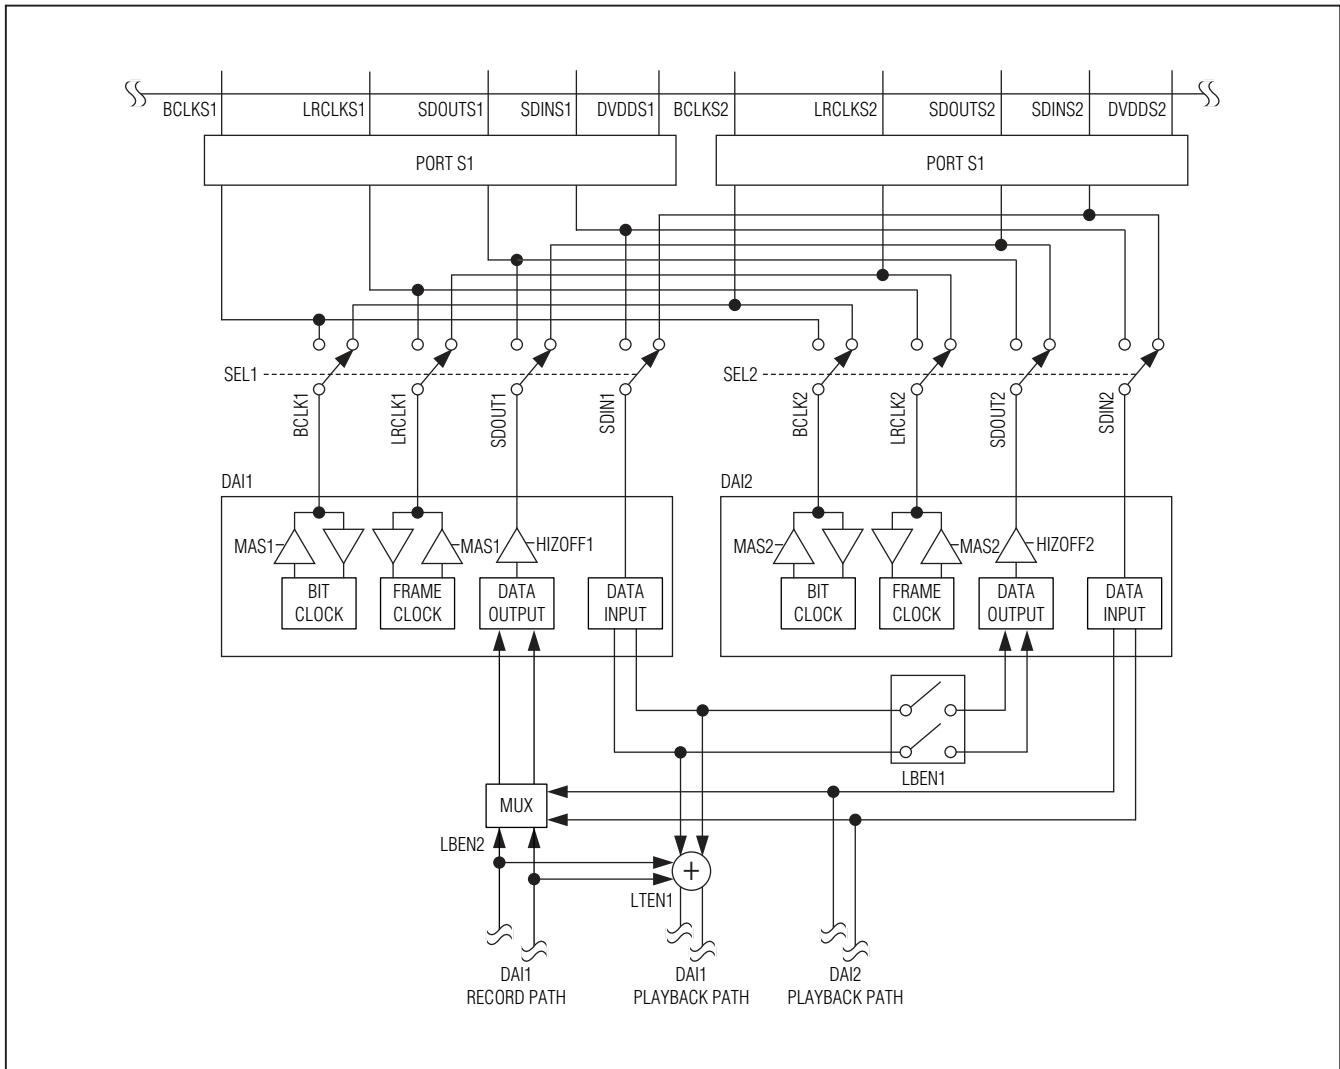 BCLKS1 LRCLKS1 SDOUTS1 SDINS1 DVDDS1 BCLKS2 LRCLKS2 SDOUTS2 SDINS2 DVDDS2
PORT S1 PORT S1
SEL1 SEL2
BCLK1 LRCLK1 SDOUT1 SDIN1 BCLK2 LRCLK2 SDOUT2 SDIN2
DAI1 DAI2
MAS1 MAS1 HIZOFF1 MAS2 MAS2 HIZOFF2
BIT FRAME DATA DATA BIT FRAME DATA DATA
CLOCK CLOCK OUTPUT INPUT CLOCK CLOCK OUTPUT INPUT
LBEN1
MUX
LBEN2
+
LTEN1
DAI1 DAI1 DAI2
RECORD PATH PLAYBACK PATH PLAYBACK PATH